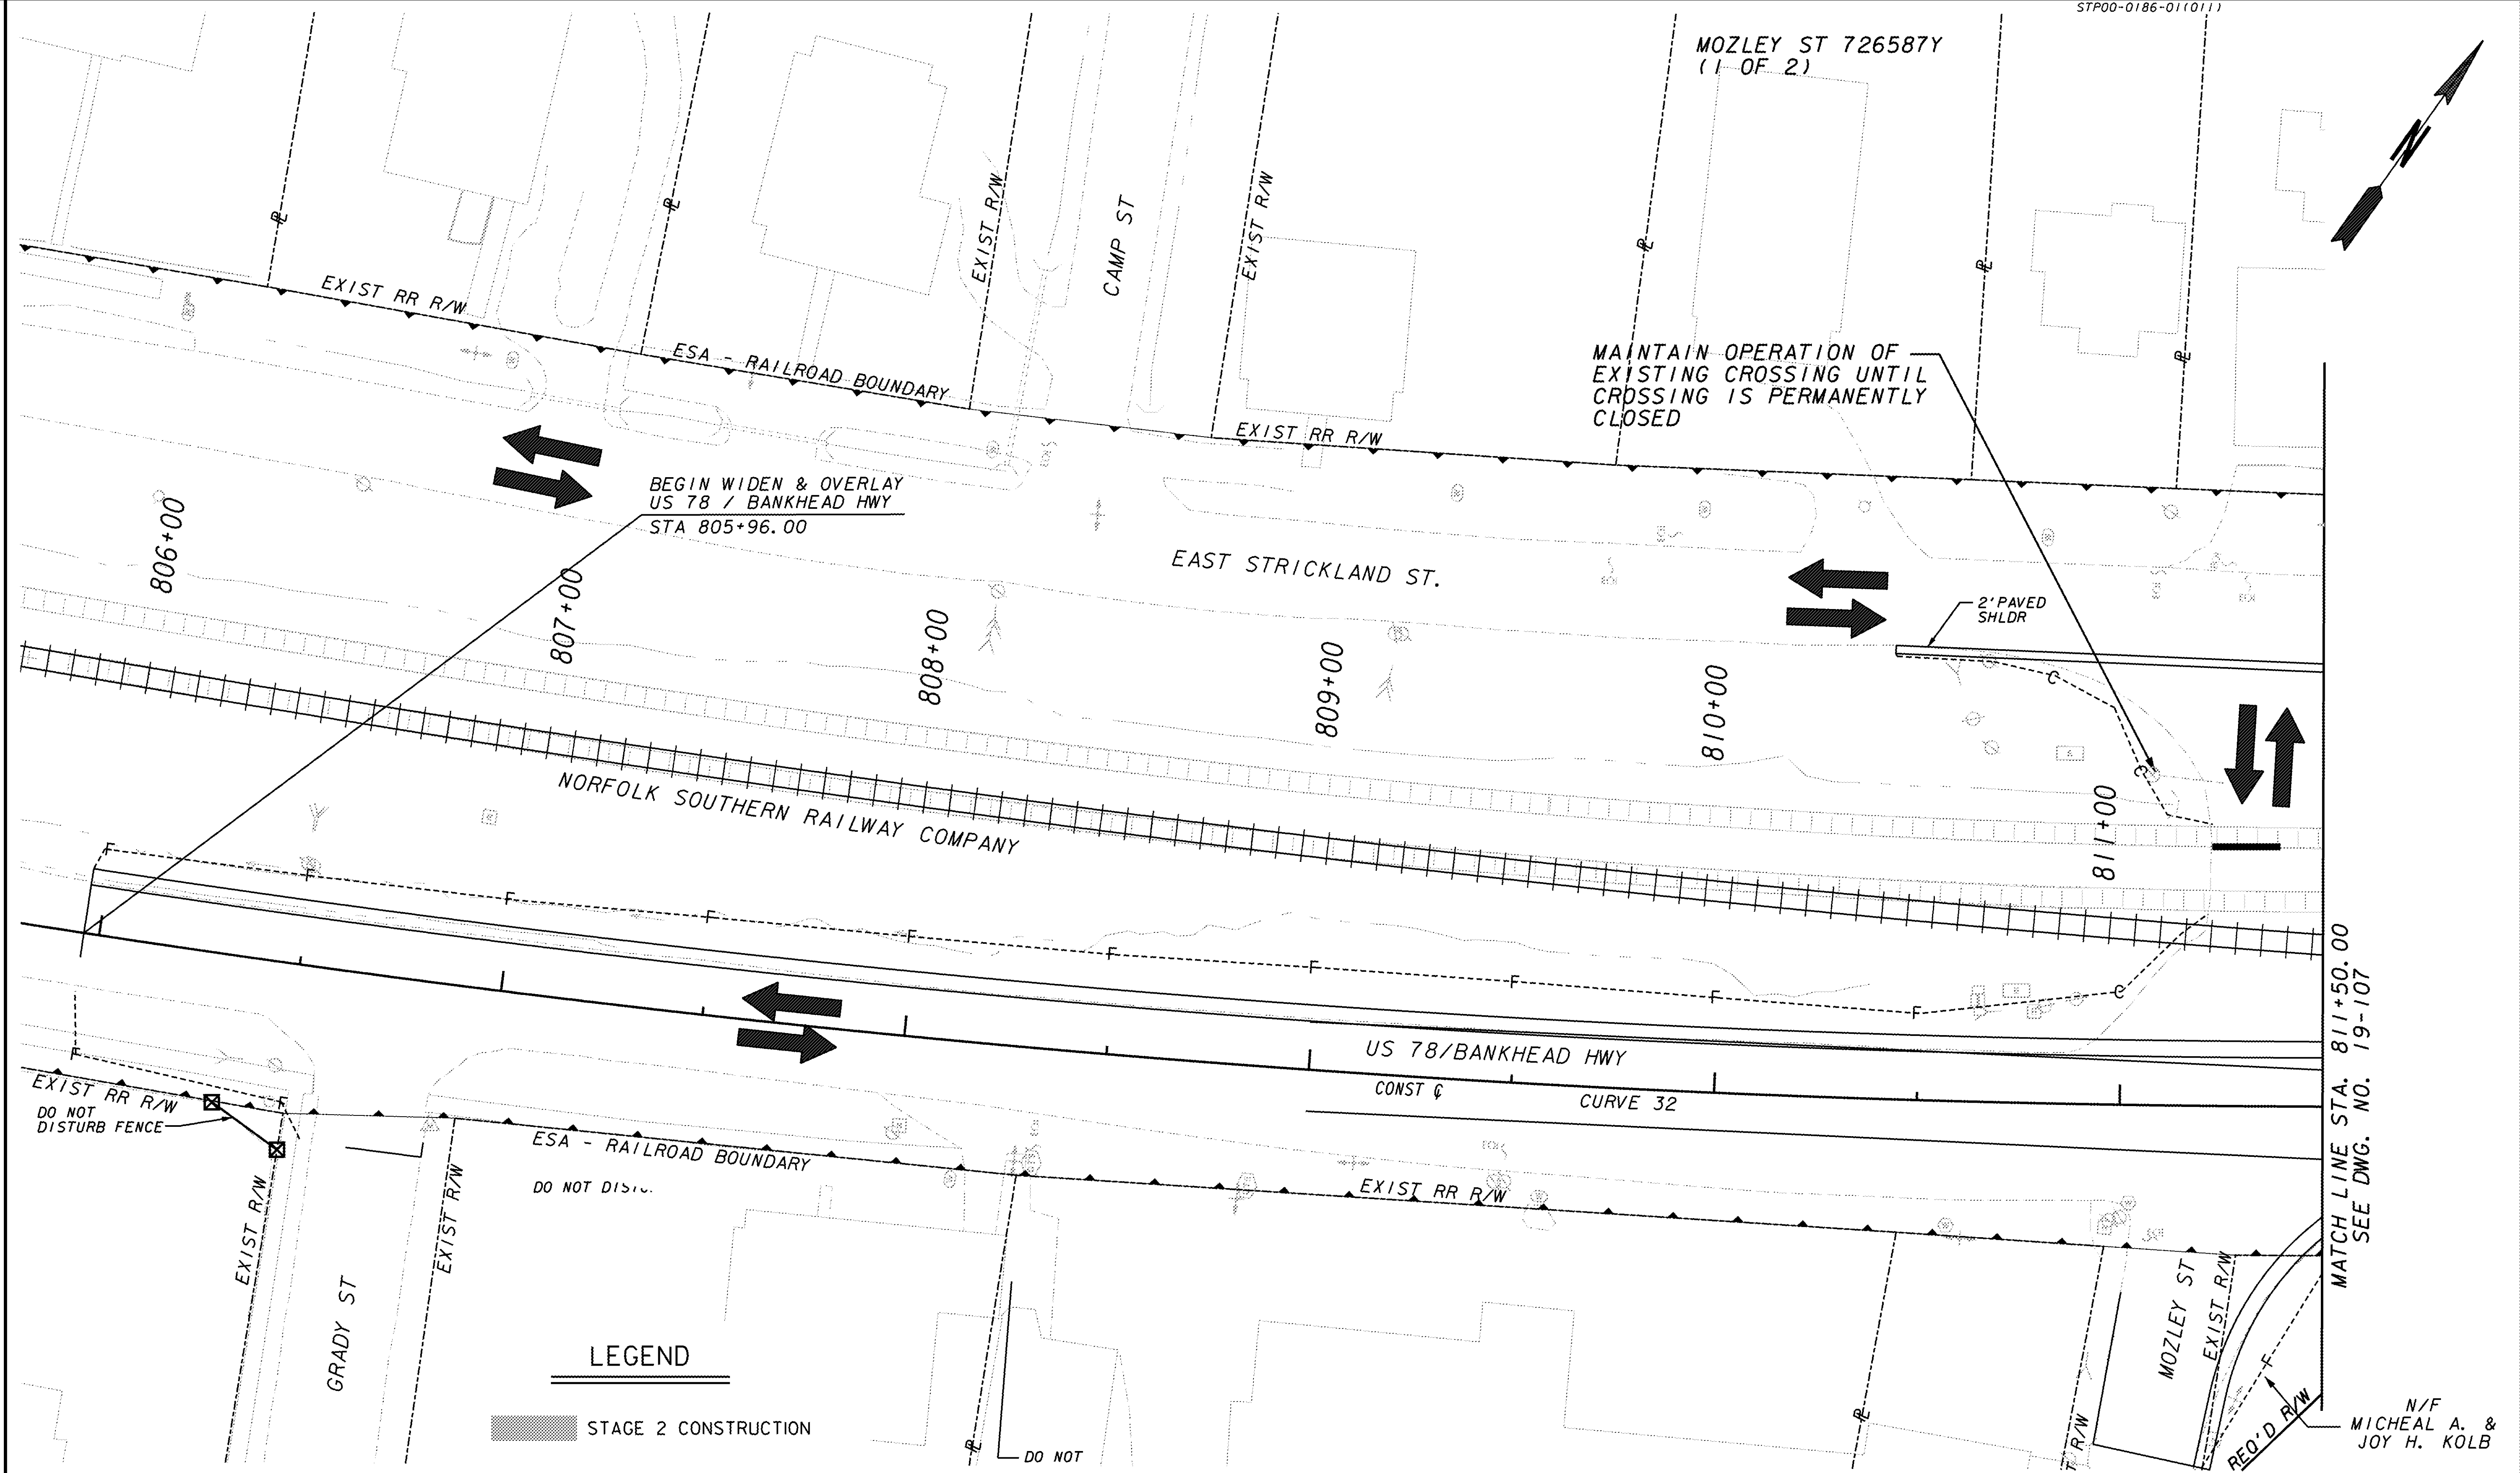 STP00-0186-01(011)
MOZLEY ST 726587Y
(1 OF 2)
N
EXIST R/W
EXIST R/W
CAMP ST
EXIST RR R/W
ESA - RAILROAD BOUNDARY
EXIST RR R/W
MAINTAIN OPERATION OF
EXISTING CROSSING UNTIL
CROSSING IS PERMANENTLY
CLOSED
BEGIN WIDEN & OVERLAY
US 78 / BANKHEAD HWY
STA 805+96.00
EAST STRICKLAND ST.
2' PAVED
SHLDR
806+00
807+00
808+00
809+00
810+00
811+00
C
C
NORFOLK SOUTHERN RAILWAY COMPANY
F
F
F
F
F
F
F
F
F
F
C
US 78/BANKHEAD HWY
CONST ℄
CURVE 32
MATCH LINE STA. 811+50.00
SEE DWG. NO. 19-107
F
F
EXIST RR R/W
DO NOT
DISTURB FENCE
ESA - RAILROAD BOUNDARY
DO NOT
EXIST RR R/W
EXIST R/W
EXIST R/W
GRADY ST
MOZLEY ST
EXIST R/W
R/W
F
REQ'D R/W
LEGEND
STAGE 2 CONSTRUCTION
DO NOT
N/F
MICHEAL A. &
JOY H. KOLB